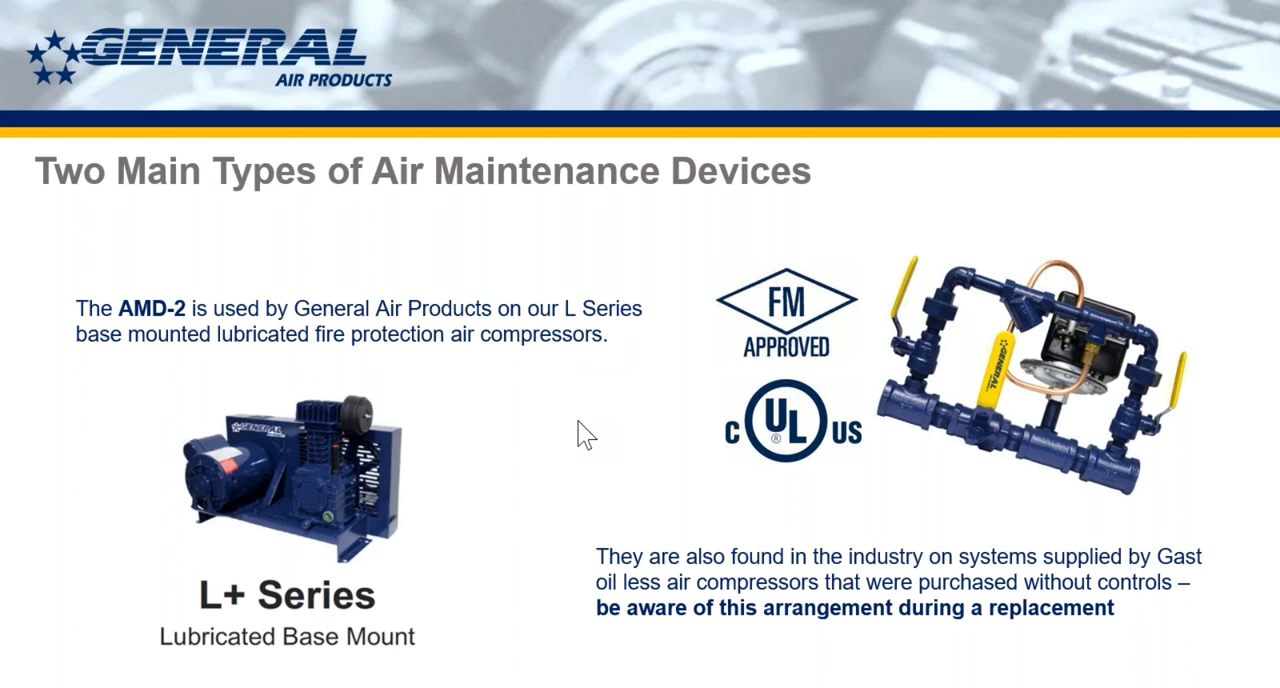 GENERAL
AIR PRODUCTS
Two Main Types of Air Maintenance Devices
The AMD-2 is used by General Air Products on our L Series
base mounted lubricated fire protection air compressors.
FM
APPROVED
C UL US
®
GENERAL
GENERAL
L+ Series
Lubricated Base Mount
They are also found in the industry on systems supplied by Gast
oil less air compressors that were purchased without controls –
be aware of this arrangement during a replacement